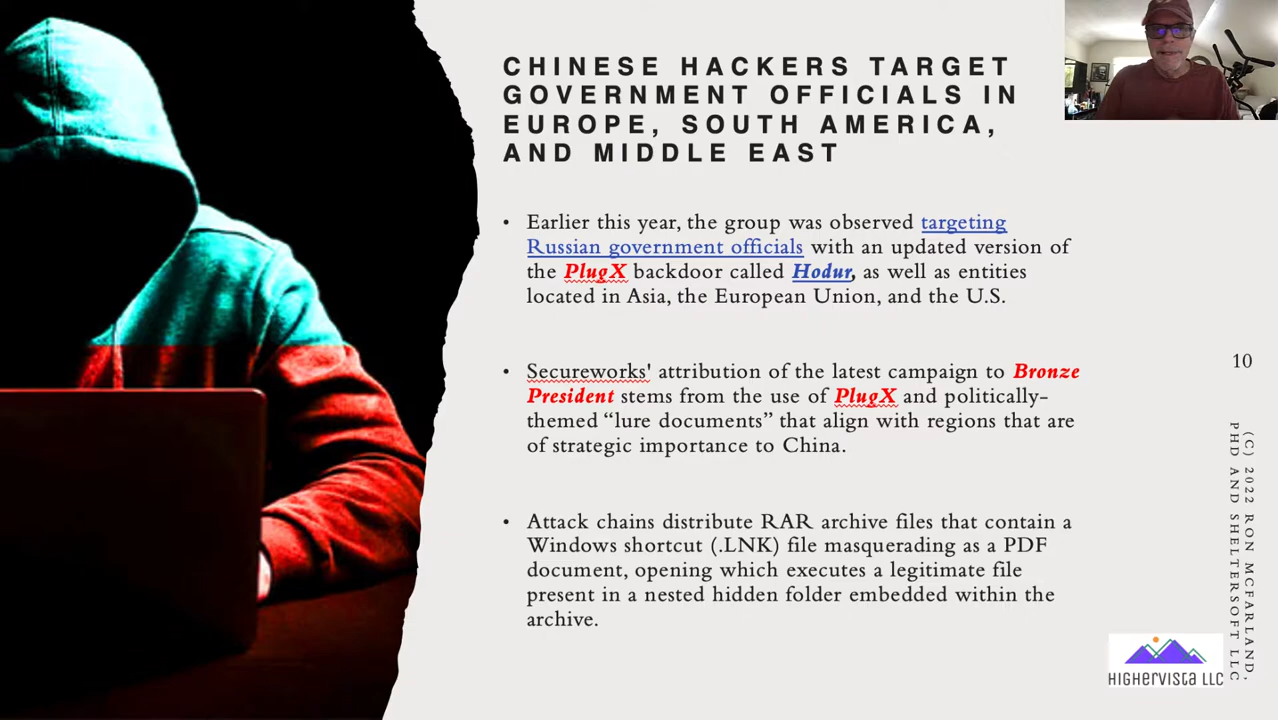 CHINESE HACKERS TARGET
GOVERNMENT OFFICIALS IN
EUROPE, SOUTH AMERICA,
AND MIDDLE EAST
• Earlier this year, the group was observed targeting
Russian government officials with an updated version of
the PlugX backdoor called Hodur, as well as entities
located in Asia, the European Union, and the U.S.
• Secureworks' attribution of the latest campaign to Bronze
President stems from the use of PlugX and politically-
themed “lure documents” that align with regions that are
of strategic importance to China.
• Attack chains distribute RAR archive files that contain a
Windows shortcut (.LNK) file masquerading as a PDF
document, opening which executes a legitimate file
present in a nested hidden folder embedded within the
archive.
10
(C) 2022 RON MCFARLAND,
PHD AND SHELTERSOFT LLC
HIGHERVISTA LLC